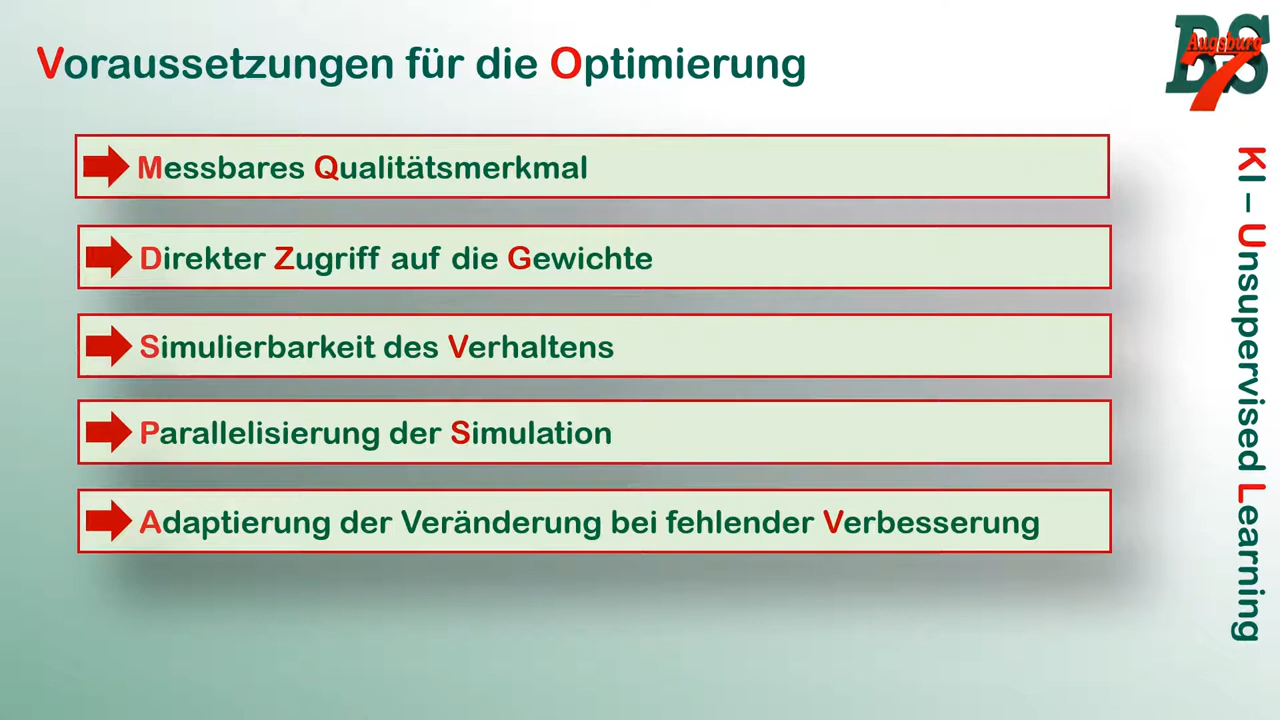 Voraussetzungen für die Optimierung
BS
Augsburg
7
Messbares Qualitätsmerkmal
Direkter Zugriff auf die Gewichte
Simulierbarkeit des Verhaltens
Parallelisierung der Simulation
Adaptierung der Veränderung bei fehlender Verbesserung
KI – Unsupervised Learning